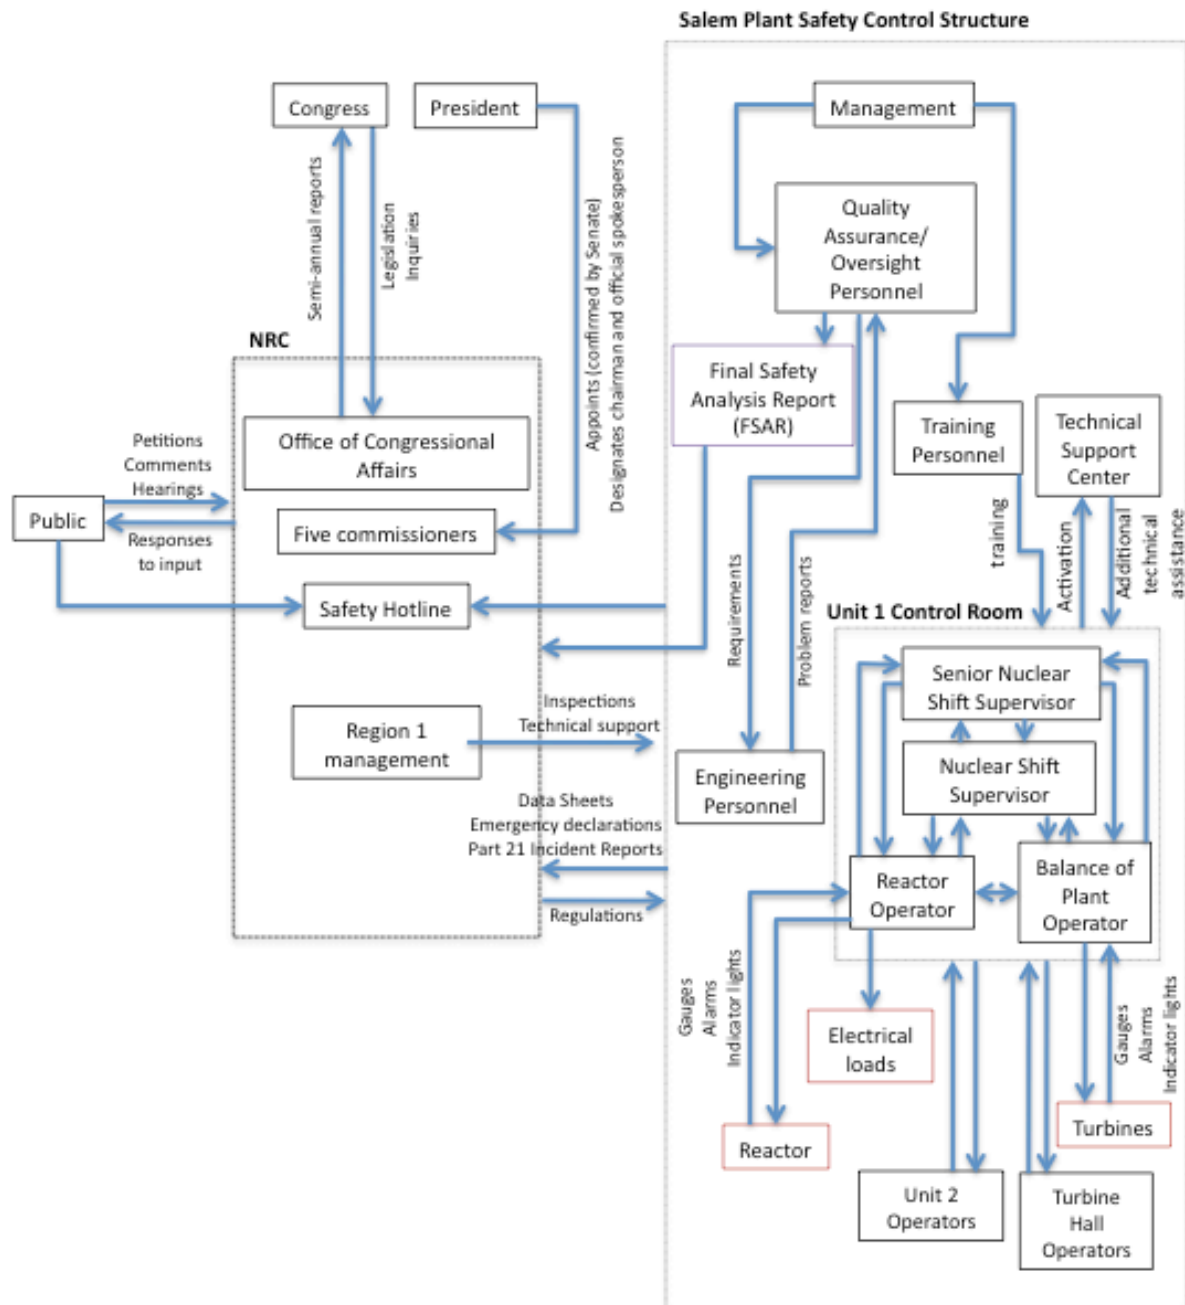 Salem Plant Safety Control Structure
Congress
President
Management
Semi-annual reports
Legislation
Inquiries
Appoints (confirmed by Senate)
Designates chairman and official spokesperson
Quality
Assurance/
Oversight
Personnel
NRC
Final Safety
Analysis Report
(FSAR)
Training
Personnel
Technical
Support
Center
Office of Congressional
Affairs
Petitions
Comments
Hearings
Public
Responses
to input
Five commissioners
Safety Hotline
training
Activation
Additional
technical
assistance
Requirements
Problem reports
Unit 1 Control Room
Senior Nuclear
Shift Supervisor
Inspections
Technical support
Region 1
management
Nuclear Shift
Supervisor
Engineering
Personnel
Data Sheets
Emergency declarations
Part 21 Incident Reports
Regulations
Reactor
Operator
Balance of
Plant
Operator
Gauges
Alarms
Indicator lights
Electrical
loads
Gauges
Alarms
Indicator lights
Reactor
Turbines
Unit 2
Operators
Turbine
Hall
Operators